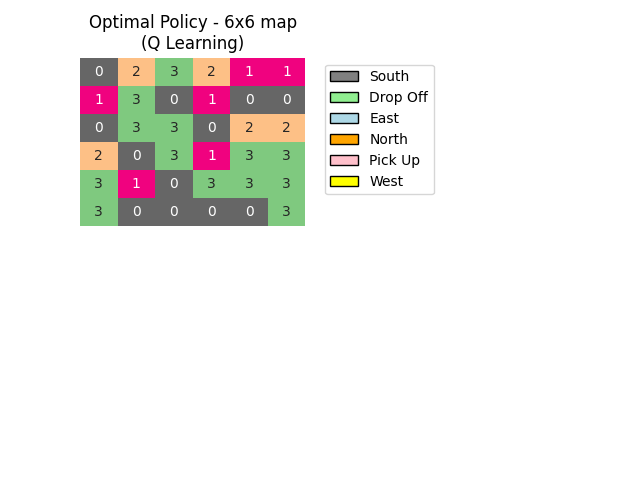 Optimal Policy - 6x6 map
(Q Learning)
0 2 3 2 1 1
1 3 0 1 0 0
0 3 3 0 2 2
2 0 3 1 3 3
3 1 0 3 3 3
3 0 0 0 0 3
South
Drop Off
East
North
Pick Up
West